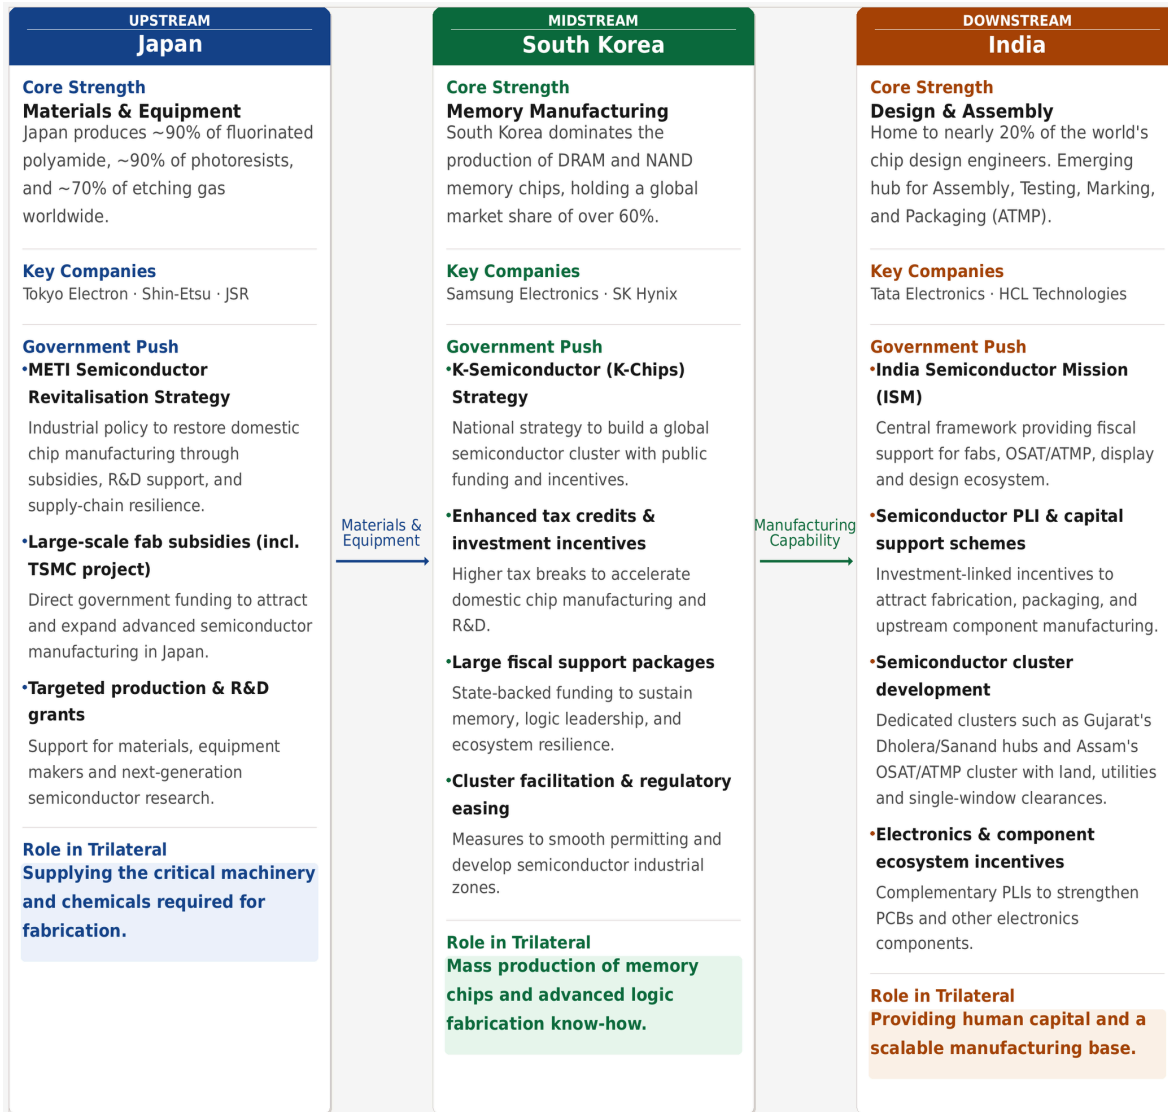 UPSTREAM
Japan
Core Strength
Materials & Equipment
Japan produces ~90% of fluorinated
polyamide, ~90% of photoresists,
and ~70% of etching gas
worldwide.
Key Companies
Tokyo Electron · Shin-Etsu · JSR
Government Push
•METI Semiconductor
Revitalisation Strategy
Industrial policy to restore domestic
chip manufacturing through
subsidies, R&D support, and
supply-chain resilience.
•Large-scale fab subsidies (incl.
TSMC project)
Direct government funding to attract
and expand advanced semiconductor
manufacturing in Japan.
•Targeted production & R&D
grants
Support for materials, equipment
makers and next-generation
semiconductor research.
Role in Trilateral
Supplying the critical machinery
and chemicals required for
fabrication.
Materials &
Equipment
MIDSTREAM
South Korea
Core Strength
Memory Manufacturing
South Korea dominates the
production of DRAM and NAND
memory chips, holding a global
market share of over 60%.
Key Companies
Samsung Electronics · SK Hynix
Government Push
•K-Semiconductor (K-Chips)
Strategy
National strategy to build a global
semiconductor cluster with public
funding and incentives.
•Enhanced tax credits &
investment incentives
Higher tax breaks to accelerate
domestic chip manufacturing and
R&D.
•Large fiscal support packages
State-backed funding to sustain
memory, logic leadership, and
ecosystem resilience.
•Cluster facilitation & regulatory
easing
Measures to smooth permitting and
develop semiconductor industrial
zones.
Role in Trilateral
Mass production of memory
chips and advanced logic
fabrication know-how.
Manufacturing
Capability
DOWNSTREAM
India
Core Strength
Design & Assembly
Home to nearly 20% of the world's
chip design engineers. Emerging
hub for Assembly, Testing, Marking,
and Packaging (ATMP).
Key Companies
Tata Electronics · HCL Technologies
Government Push
•India Semiconductor Mission
(ISM)
Central framework providing fiscal
support for fabs, OSAT/ATMP, display
and design ecosystem.
•Semiconductor PLI & capital
support schemes
Investment-linked incentives to
attract fabrication, packaging, and
upstream component manufacturing.
•Semiconductor cluster
development
Dedicated clusters such as Gujarat's
Dholera/Sanand hubs and Assam's
OSAT/ATMP cluster with land, utilities
and single-window clearances.
•Electronics & component
ecosystem incentives
Complementary PLIs to strengthen
PCBs and other electronics
components.
Role in Trilateral
Providing human capital and a
scalable manufacturing base.